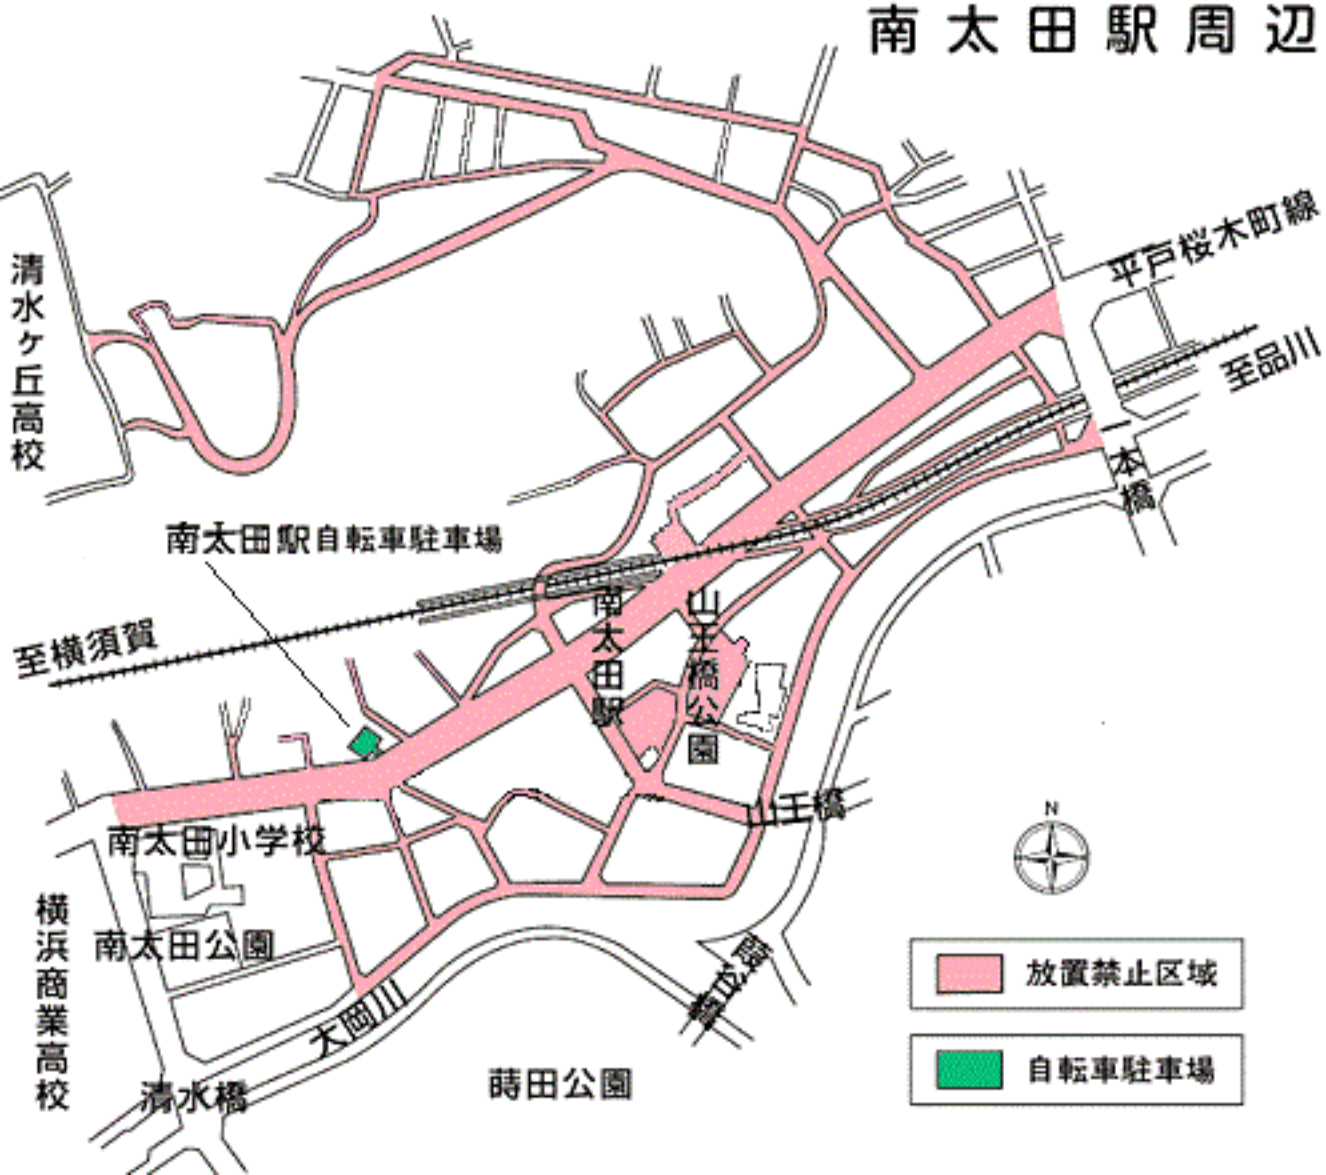 南太田駅周辺
平戸桜木町線
至品川
一本橋
清水ヶ丘高校
南太田駅自転車駐車場
至横須賀
南太田駅
山王橋公園
山王橋
南太田小学校
N
横浜商業高校
南太田公園
大岡川
清水橋
蒔田公園
放置禁止区域
自転車駐車場